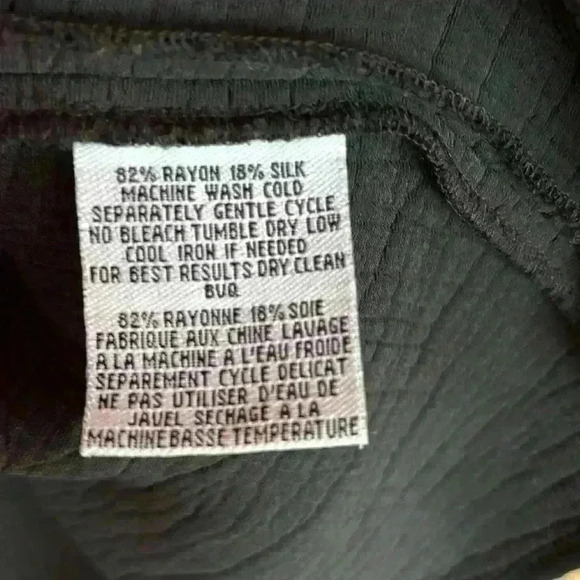 82% RAYON 18% SILK
MACHINE WASH COLD
SEPARATELY GENTLE CYCLE
NO BLEACH TUMBLE DRY LOW
COOL IRON IF NEEDED
FOR BEST RESULTS DRY CLEAN
BUQ
82% RAYONNE 18% SOIE
FABRIQUE AUX CHINE LAVAGE
A LA MACHINE A L'EAU FROIDE
SEPAREMENT CYCLE DELICAT
NE PAS UTILISER D'EAU DE
JAVEL SECHAGE A LA
MACHINE BASSE TEMPERATURE